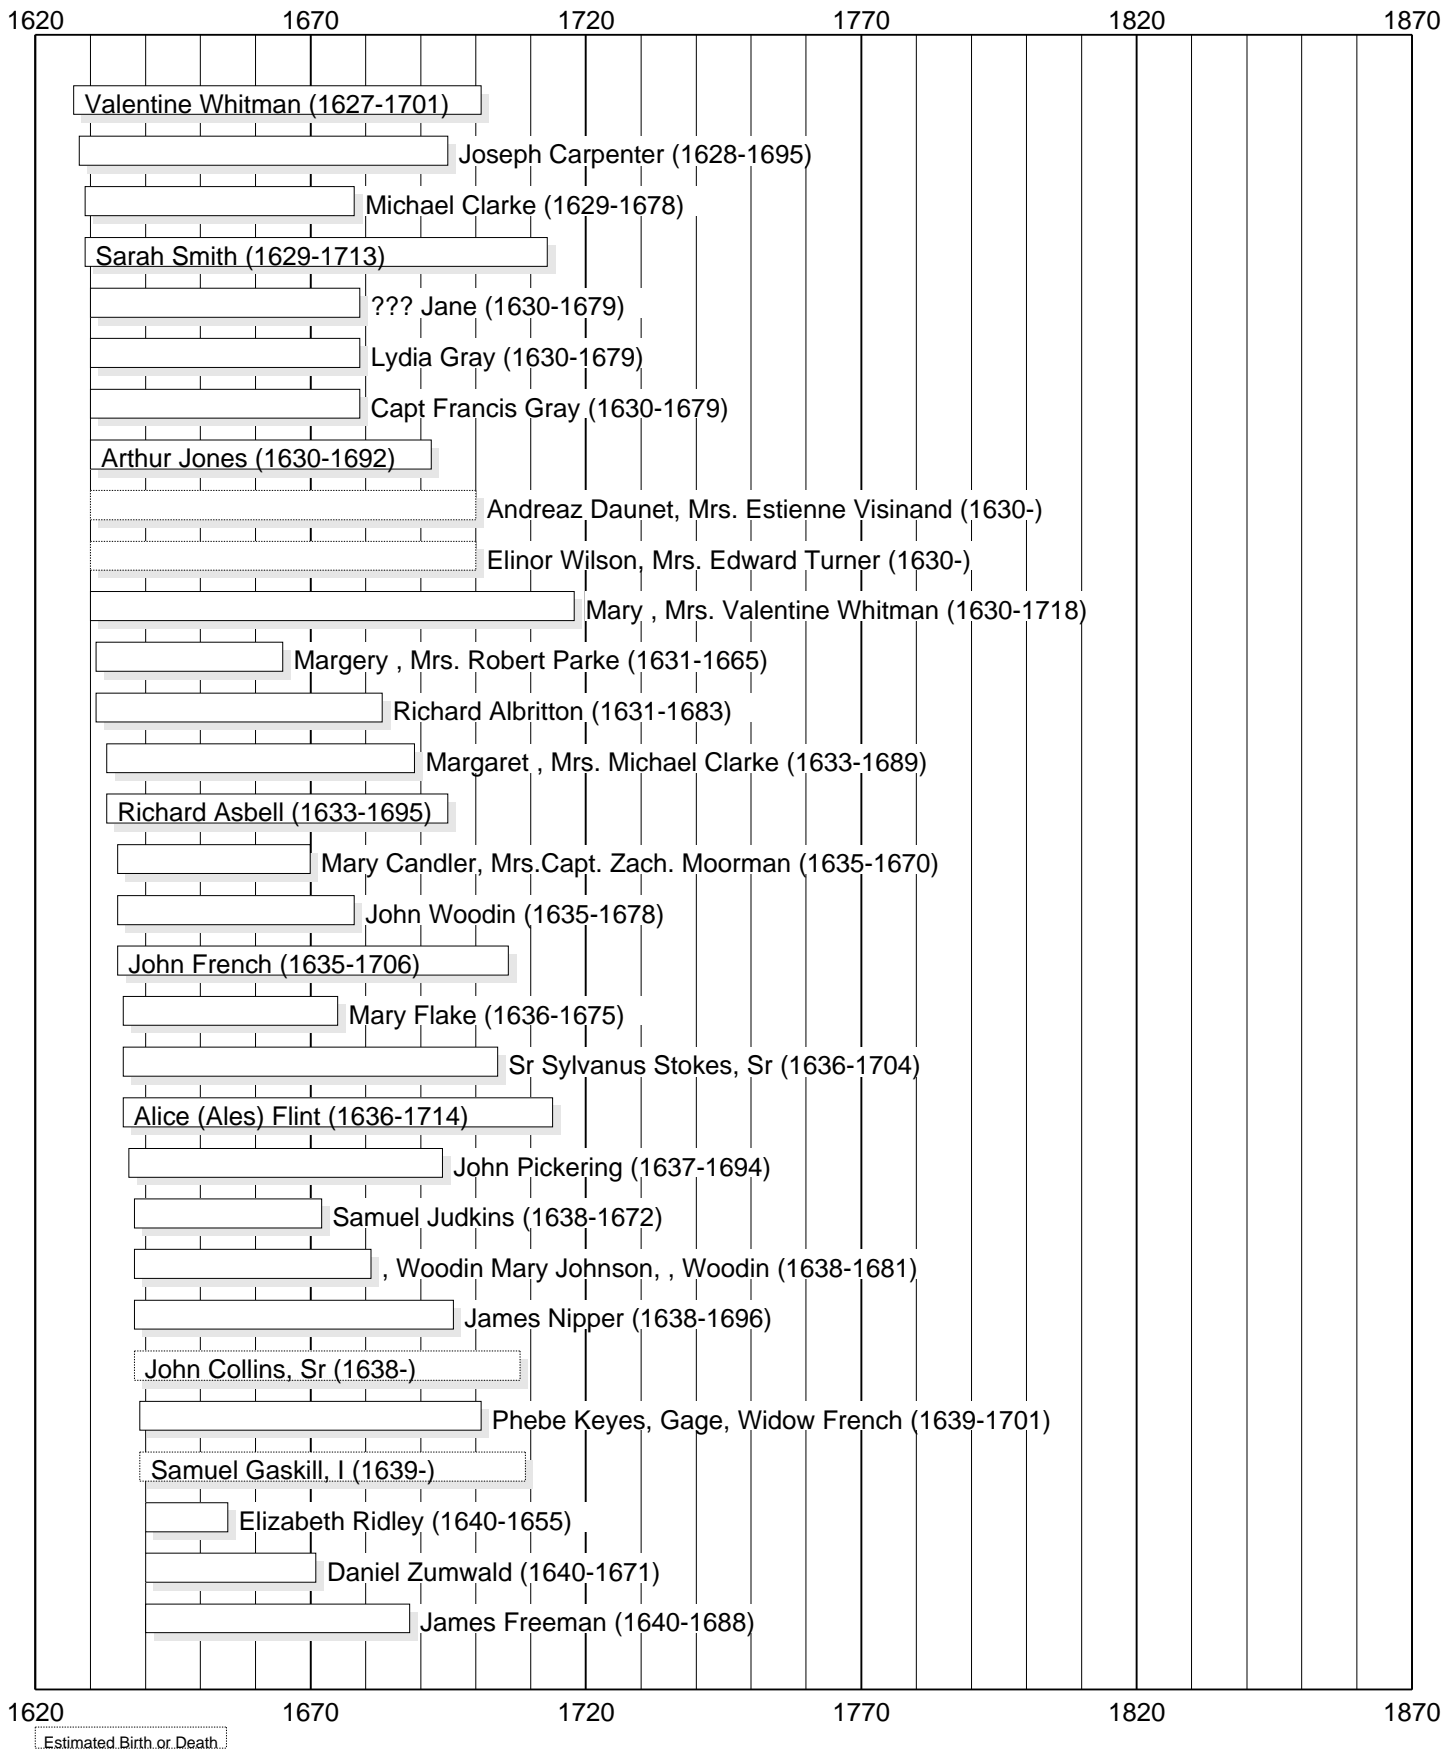 1620 1670 1720 1770 1820 1870
Valentine Whitman (1627-1701)
Joseph Carpenter (1628-1695)
Michael Clarke (1629-1678)
Sarah Smith (1629-1713)
??? Jane (1630-1679)
Lydia Gray (1630-1679)
Capt Francis Gray (1630-1679)
Arthur Jones (1630-1692)
Andreaz Daunet, Mrs. Estienne Visinand (1630-)
Elinor Wilson, Mrs. Edward Turner (1630-)
Mary , Mrs. Valentine Whitman (1630-1718)
Margery , Mrs. Robert Parke (1631-1665)
Richard Albritton (1631-1683)
Margaret , Mrs. Michael Clarke (1633-1689)
Richard Asbell (1633-1695)
Mary Candler, Mrs.Capt. Zach. Moorman (1635-1670)
John Woodin (1635-1678)
John French (1635-1706)
Mary Flake (1636-1675)
Sr Sylvanus Stokes, Sr (1636-1704)
Alice (Ales) Flint (1636-1714)
John Pickering (1637-1694)
Samuel Judkins (1638-1672)
, Woodin Mary Johnson, , Woodin (1638-1681)
James Nipper (1638-1696)
John Collins, Sr (1638-)
Phebe Keyes, Gage, Widow French (1639-1701)
Samuel Gaskill, I (1639-)
Elizabeth Ridley (1640-1655)
Daniel Zumwald (1640-1671)
James Freeman (1640-1688)
1620 1670 1720 1770 1820 1870
Estimated Birth or Death